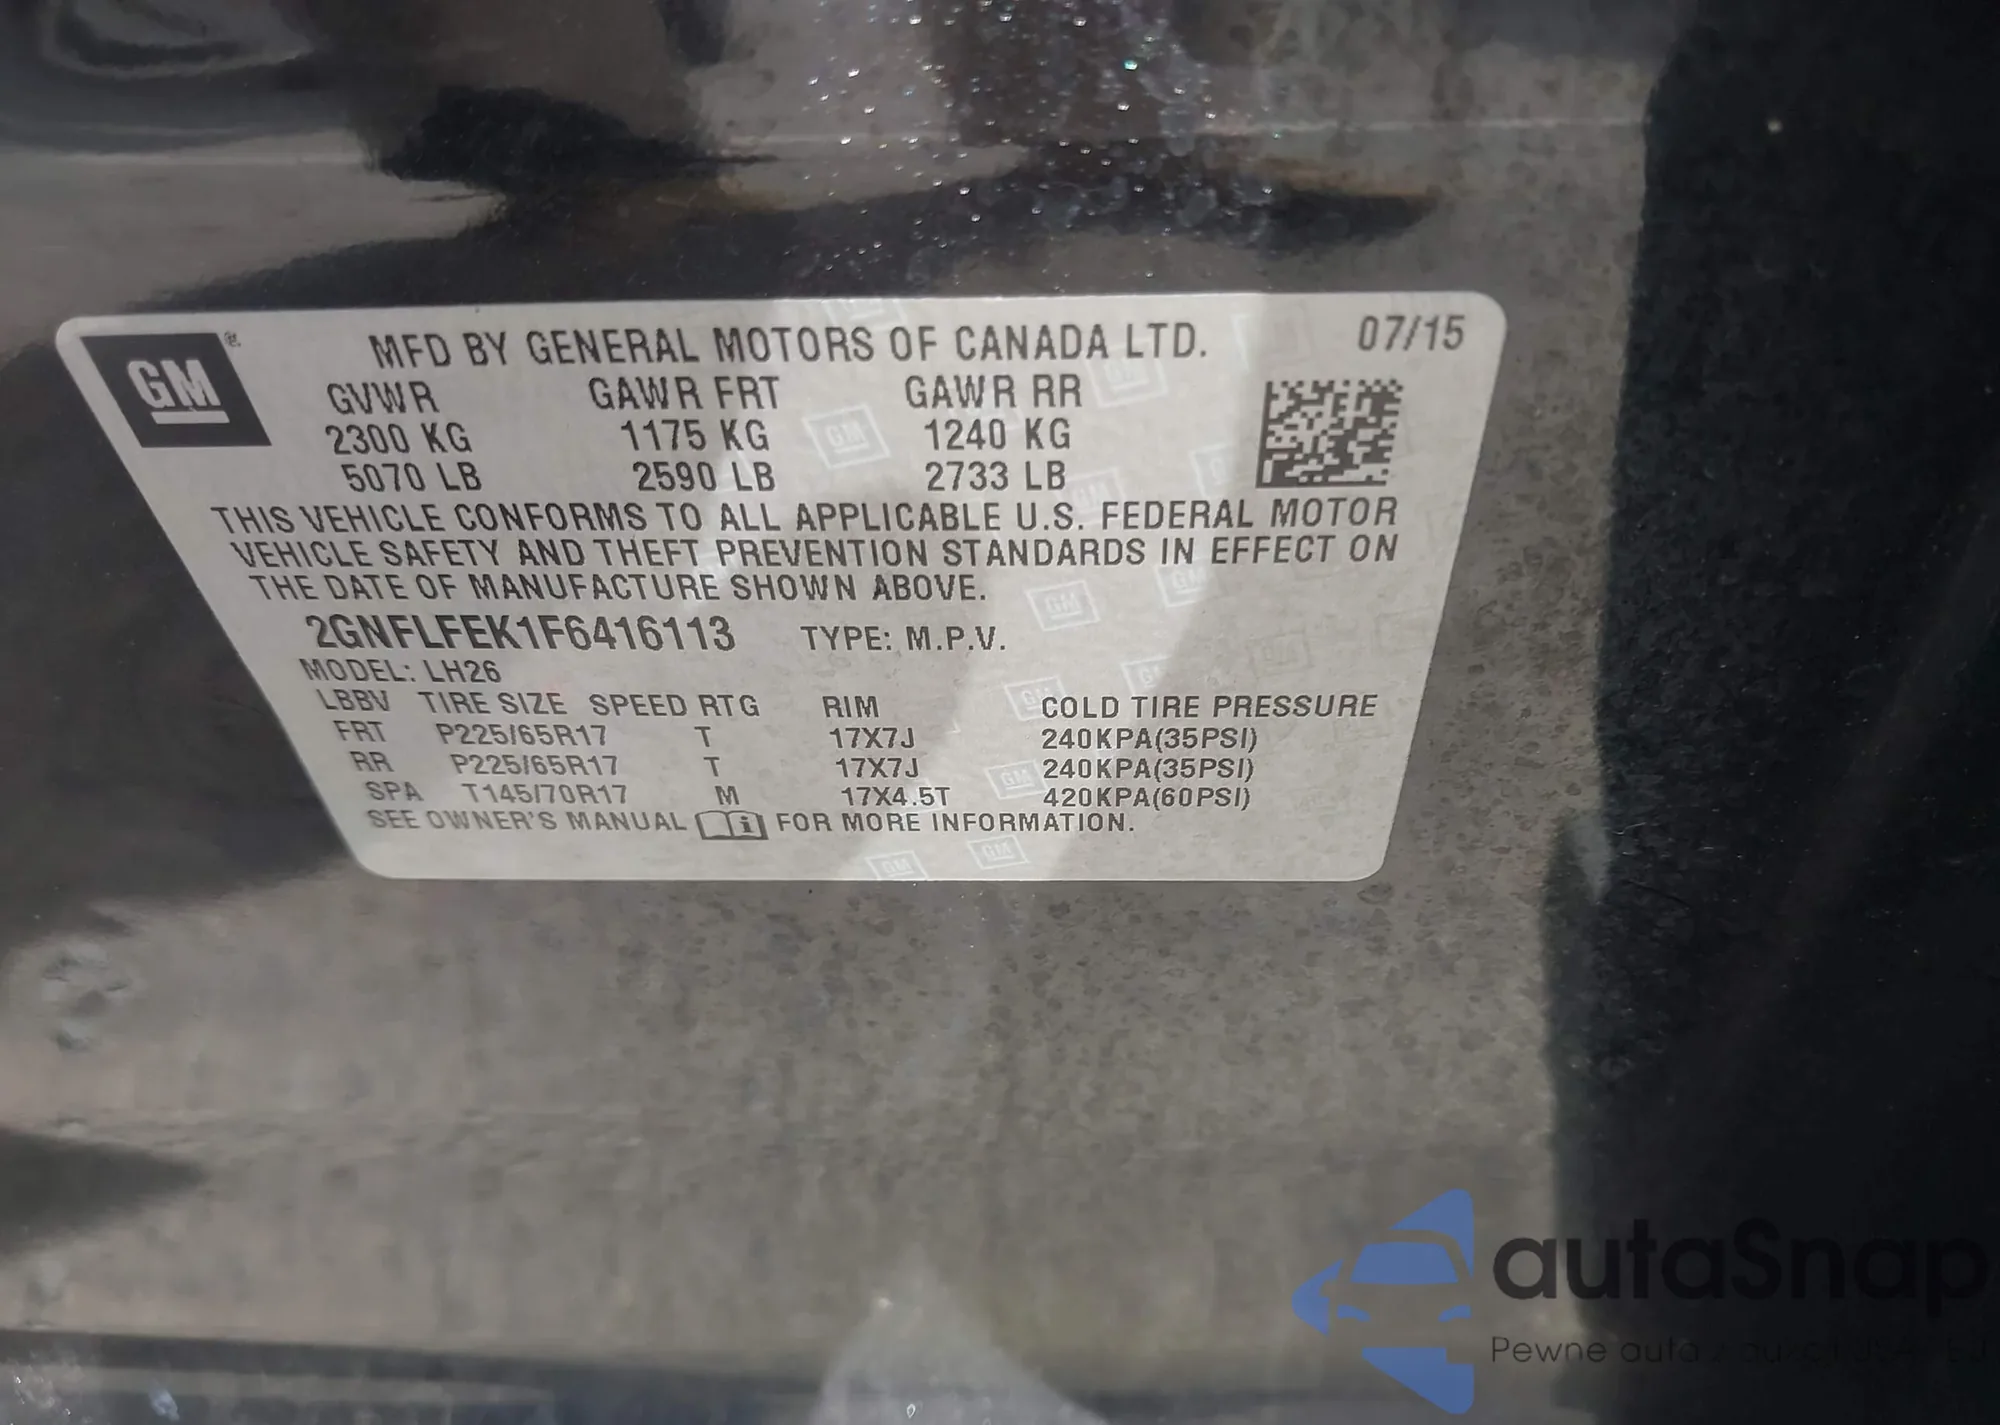 GM®
MFD BY GENERAL MOTORS OF CANADA LTD. 07/15
GVWR GAWR FRT GAWR RR
2300 KG 1175 KG 1240 KG
5070 LB 2590 LB 2733 LB
THIS VEHICLE CONFORMS TO ALL APPLICABLE U.S. FEDERAL MOTOR
VEHICLE SAFETY AND THEFT PREVENTION STANDARDS IN EFFECT ON
THE DATE OF MANUFACTURE SHOWN ABOVE.
2GNFLFEK1F6416113 TYPE: M.P.V.
MODEL: LH26
LBBV TIRE SIZE SPEED RTG RIM COLD TIRE PRESSURE
FRT P225/65R17 T 17X7J 240KPA(35PSI)
RR P225/65R17 T 17X7J 240KPA(35PSI)
SPA T145/70R17 M 17X4.5T 420KPA(60PSI)
SEE OWNER'S MANUAL FOR MORE INFORMATION.
autaSnap
Pewne auta z